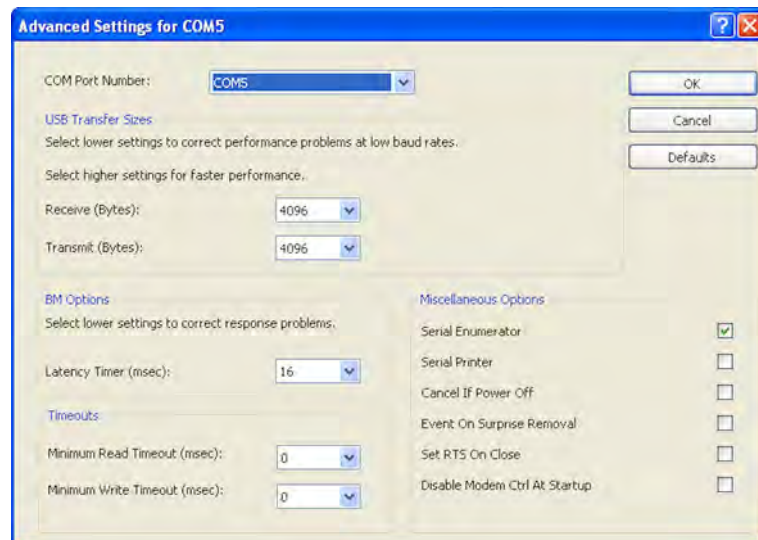 Advanced Settings for COM5
COM Port Number: COM5
OK
USB Transfer Sizes
Cancel
Select lower settings to correct performance problems at low baud rates.
Defaults
Select higher settings for faster performance.
Receive (Bytes): 4096
Transmit (Bytes): 4096
BM Options
Select lower settings to correct response problems.
Latency Timer (msec): 16
Timeouts
Minimum Read Timeout (msec): 0
Minimum Write Timeout (msec): 0
Miscellaneous Options
Serial Enumerator
Serial Printer
Cancel If Power Off
Event On Surprise Removal
Set RTS On Close
Disable Modem Ctrl At Startup